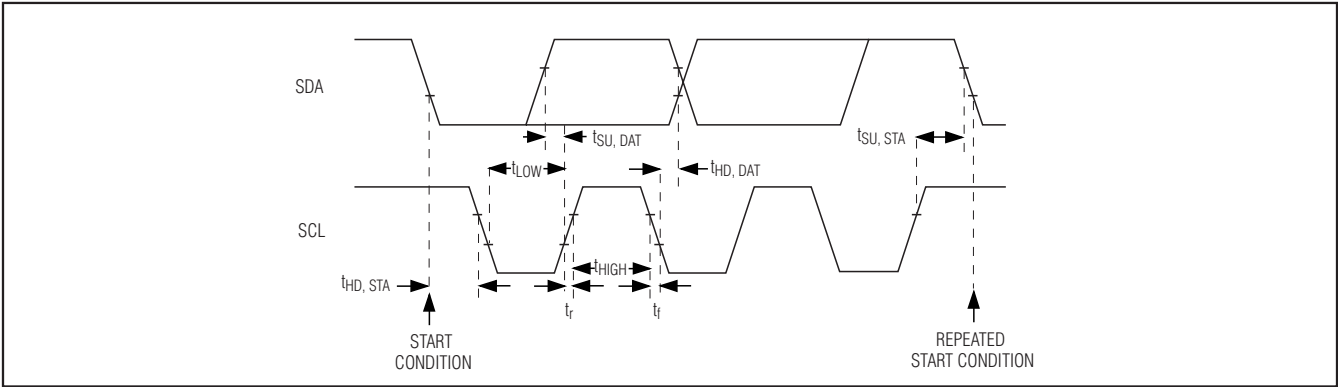 SDA
tSU, DAT
tSU, STA
tLOW
tHD, DAT
SCL
tHIGH
tHD, STA
tr
tf
START
CONDITION
REPEATED
START CONDITION